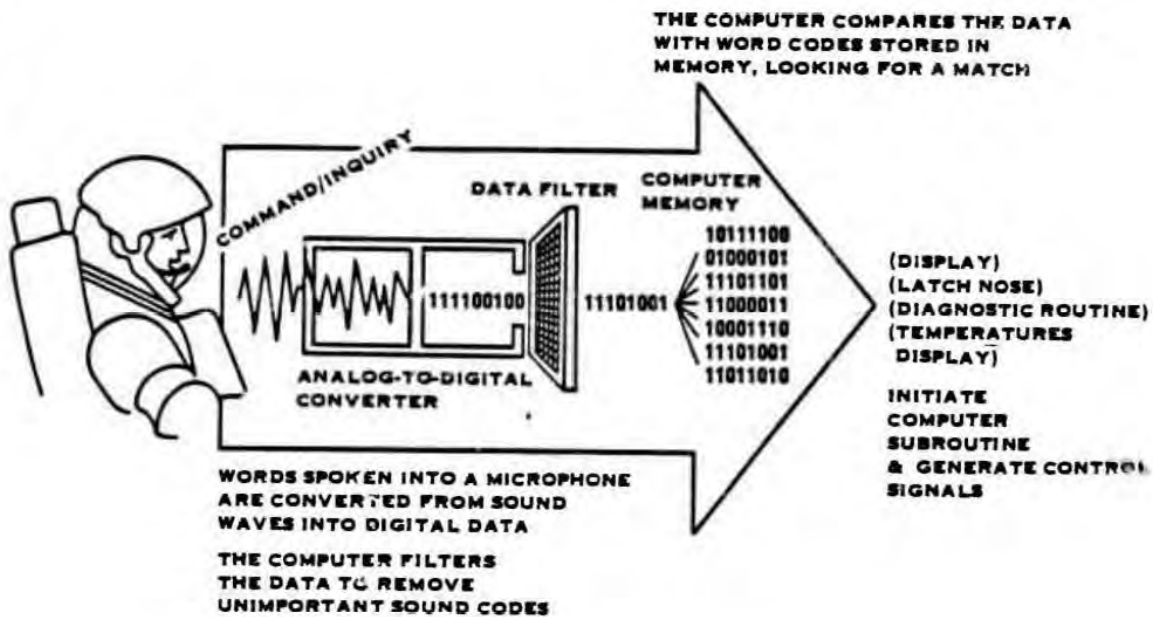 THE COMPUTER COMPARES THE DATA
WITH WORD CODES STORED IN
MEMORY, LOOKING FOR A MATCH
COMMAND/INQUIRY
DATA FILTER
COMPUTER
MEMORY
10111100
01000101
11101101
11000011
10001110
11101001
11011010
111100100
11101001
ANALOG-TO-DIGITAL
CONVERTER
(DISPLAY)
(LATCH NOSE)
(DIAGNOSTIC ROUTINE)
(TEMPERATURES
DISPLAY)
INITIATE
COMPUTER
SUBROUTINE
& GENERATE CONTROL
SIGNALS
WORDS SPOKEN INTO A MICROPHONE
ARE CONVERTED FROM SOUND
WAVES INTO DIGITAL DATA
THE COMPUTER FILTERS
THE DATA TO REMOVE
UNIMPORTANT SOUND CODES